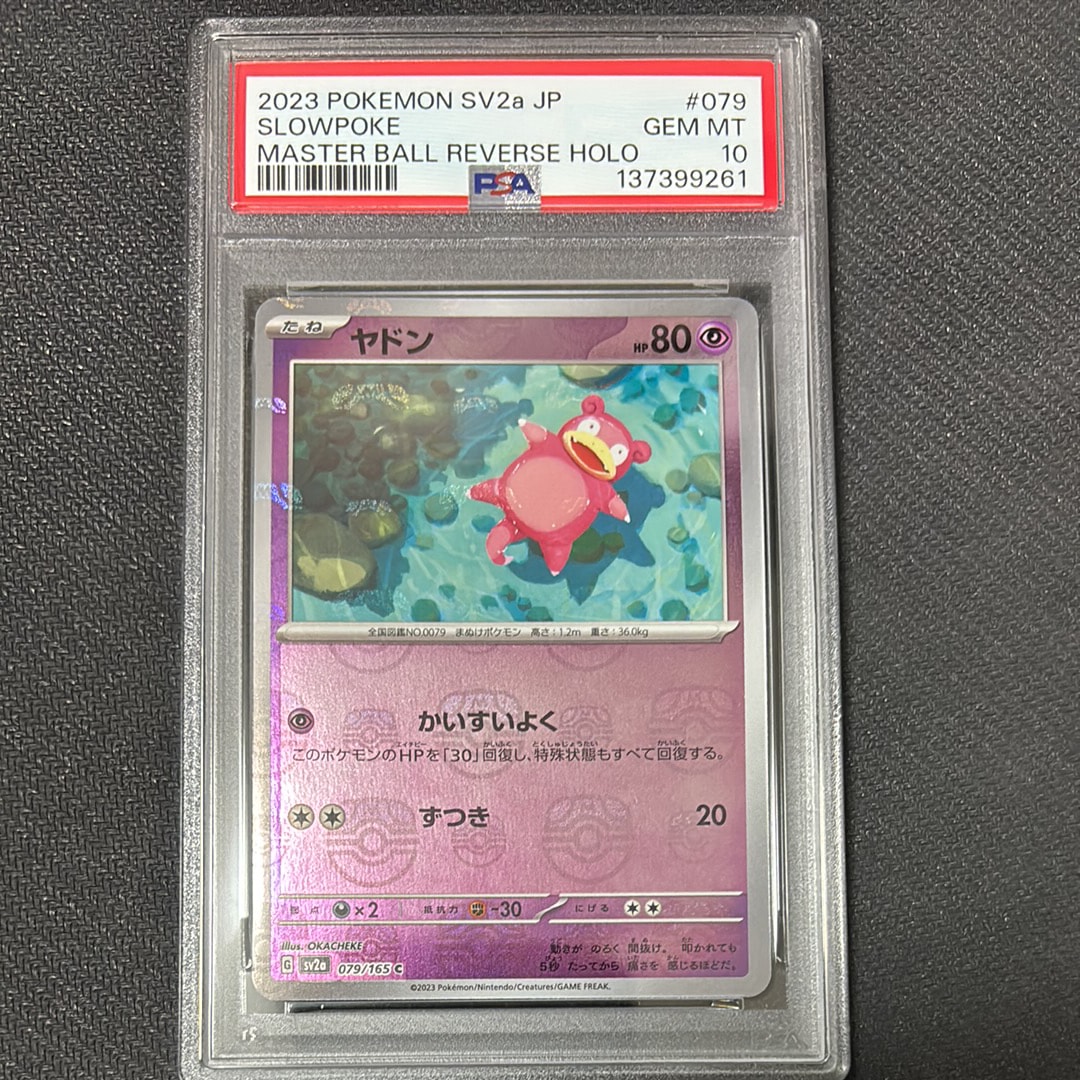 2023 POKEMON SV2a JP #079
SLOWPOKE GEM MT
MASTER BALL REVERSE HOLO 10
PSA 137399261
たね ヤドン HP 80
全国図鑑NO.0079 まぬけポケモン 高さ:1.2m 重さ:36.0kg
かいすいよく
このポケモンのHPを「30」回復し、特殊状態もすべて回復する。
ずつき 20
弱点 ×2 抵抗力 -30 にげる
illus. OKACHEKE
動きが のろく 間抜け。 叩かれても
5秒 たってから 痛さを 感じるほどだ。
G sv2a 079/165 C
©2023 Pokémon/Nintendo/Creatures/GAME FREAK.